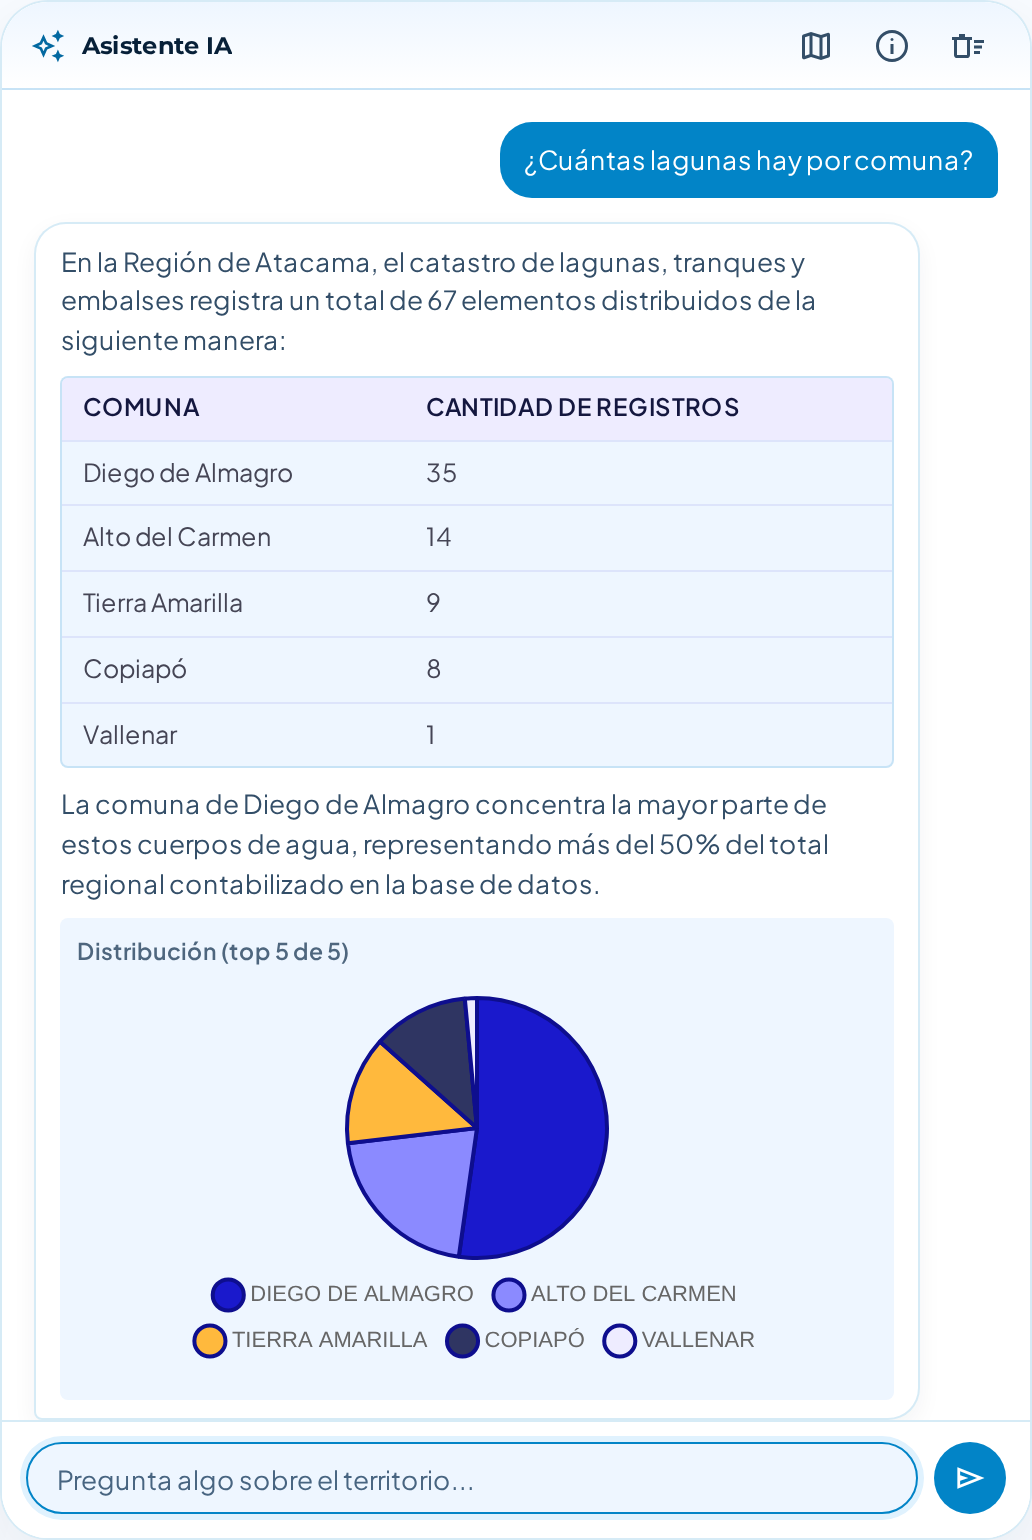 Asistente IA
¿Cuántas lagunas hay por comuna?
En la Región de Atacama, el catastro de lagunas, tranques y
embalses registra un total de 67 elementos distribuidos de la
siguiente manera:
COMUNA CANTIDAD DE REGISTROS
Diego de Almagro 35
Alto del Carmen 14
Tierra Amarilla 9
Copiapó 8
Vallenar 1
La comuna de Diego de Almagro concentra la mayor parte de
estos cuerpos de agua, representando más del 50% del total
regional contabilizado en la base de datos.
Distribución (top 5 de 5)
DIEGO DE ALMAGRO ALTO DEL CARMEN
TIERRA AMARILLA COPIAPÓ VALLENAR
Pregunta algo sobre el territorio...